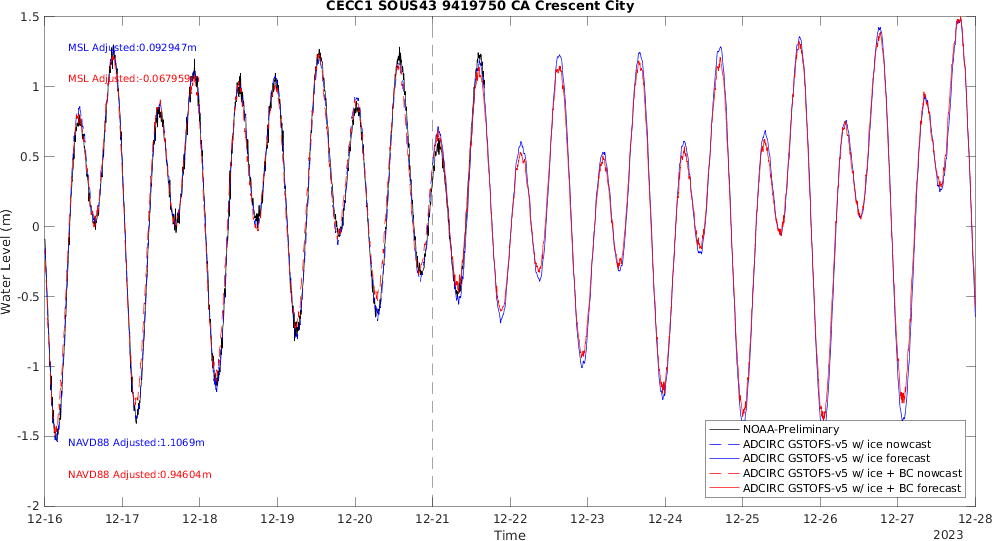 CECC1 SOUS43 9419750 CA Crescent City
1.5
1
0.5
0
-0.5
-1
-1.5
-2
Water Level (m)
MSL Adjusted:0.092947m
MSL Adjusted:-0.067959m
NAVD88 Adjusted:1.1069m
NAVD88 Adjusted:0.94604m
NOAA-Preliminary
ADCIRC GSTOFS-v5 w/ ice nowcast
ADCIRC GSTOFS-v5 w/ ice forecast
ADCIRC GSTOFS-v5 w/ ice + BC nowcast
ADCIRC GSTOFS-v5 w/ ice + BC forecast
12-16 12-17 12-18 12-19 12-20 12-21 12-22 12-23 12-24 12-25 12-26 12-27 12-28
Time
2023